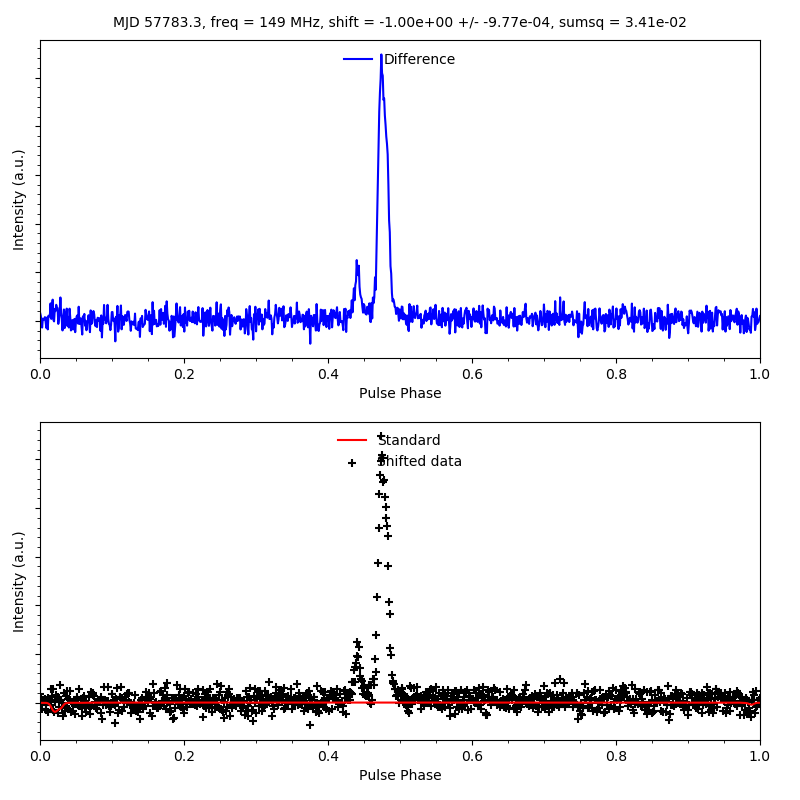 MJD 57783.3, freq = 149 MHz, shift = -1.00e+00 +/- -9.77e-04, sumsq = 3.41e-02
Difference
Intensity (a.u.)
0.0 0.2 0.4 0.6 0.8 1.0
Pulse Phase
Standard
Shifted data
Intensity (a.u.)
0.0 0.2 0.4 0.6 0.8 1.0
Pulse Phase